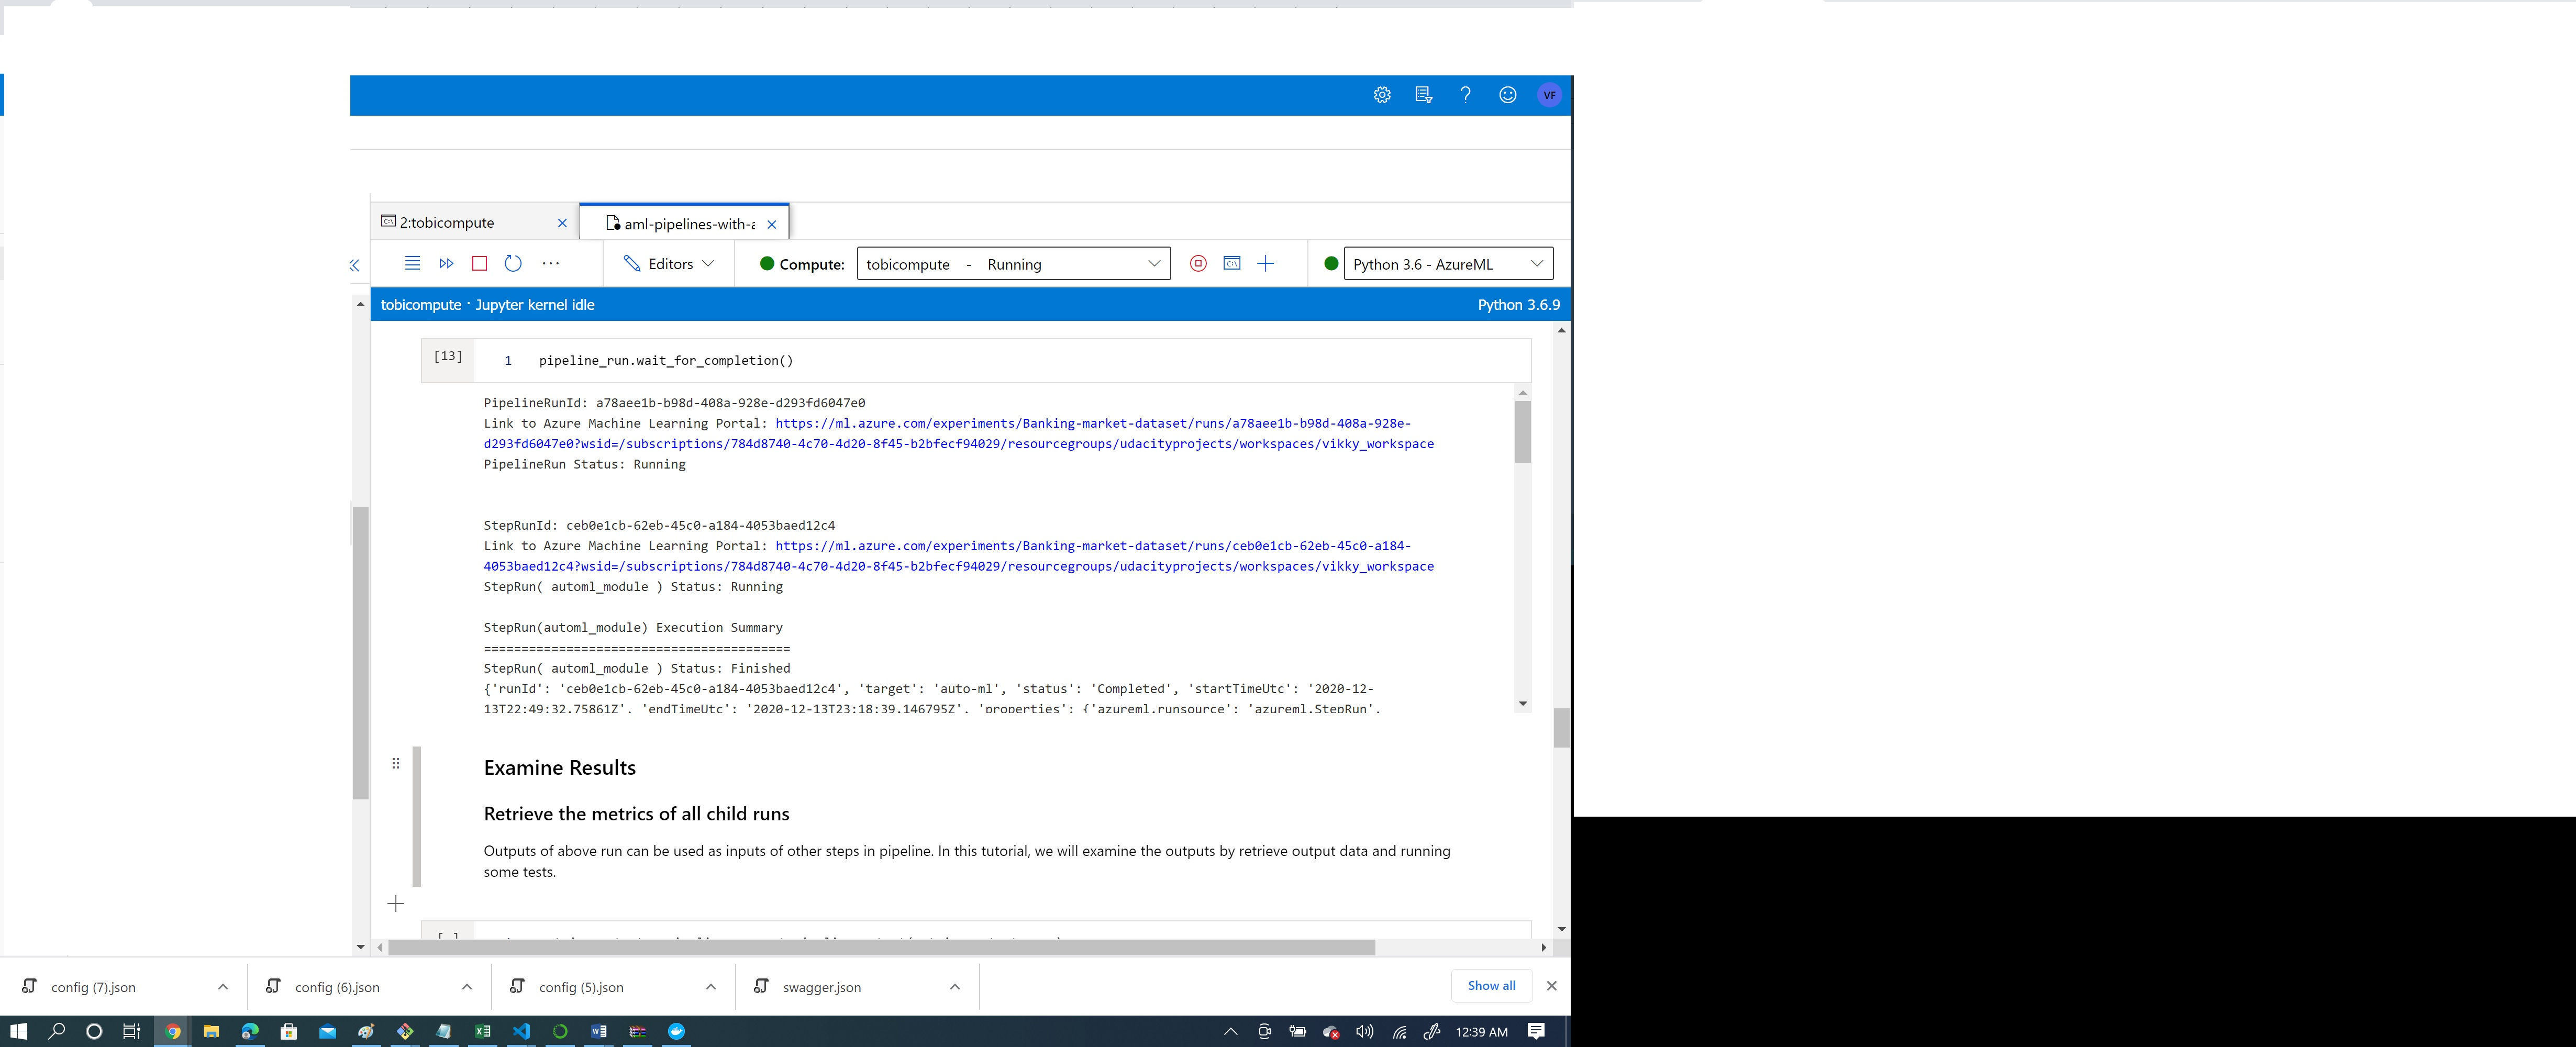 VF
2:tobicompute
aml-pipelines-with-a
Editors
Compute:
tobicompute - Running
Python 3.6 - AzureML
tobicompute · Jupyter kernel idle
Python 3.6.9
[13]
1 pipeline_run.wait_for_completion()
PipelineRunId: a78aee1b-b98d-408a-928e-d293fd6047e0
Link to Azure Machine Learning Portal: https://ml.azure.com/experiments/Banking-market-dataset/runs/a78aee1b-b98d-408a-928e-
d293fd6047e0?wsid=/subscriptions/784d8740-4c70-4d20-8f45-b2bfecf94029/resourcegroups/udacityprojects/workspaces/vikky_workspace
PipelineRun Status: Running
StepRunId: ceb0e1cb-62eb-45c0-a184-4053baed12c4
Link to Azure Machine Learning Portal: https://ml.azure.com/experiments/Banking-market-dataset/runs/ceb0e1cb-62eb-45c0-a184-
4053baed12c4?wsid=/subscriptions/784d8740-4c70-4d20-8f45-b2bfecf94029/resourcegroups/udacityprojects/workspaces/vikky_workspace
StepRun( automl_module ) Status: Running
StepRun(automl_module) Execution Summary
=========================================
StepRun( automl_module ) Status: Finished
{'runId': 'ceb0e1cb-62eb-45c0-a184-4053baed12c4', 'target': 'auto-ml', 'status': 'Completed', 'startTimeUtc': '2020-12-
13T22:49:32.75861Z', 'endTimeUtc': '2020-12-13T23:18:39.146795Z', 'properties': {'azureml.runsource': 'azureml.StepRun',
Examine Results
Retrieve the metrics of all child runs
Outputs of above run can be used as inputs of other steps in pipeline. In this tutorial, we will examine the outputs by retrieve output data and running
some tests.
[ ]
config (7).json
config (6).json
config (5).json
swagger.json
Show all
12:39 AM